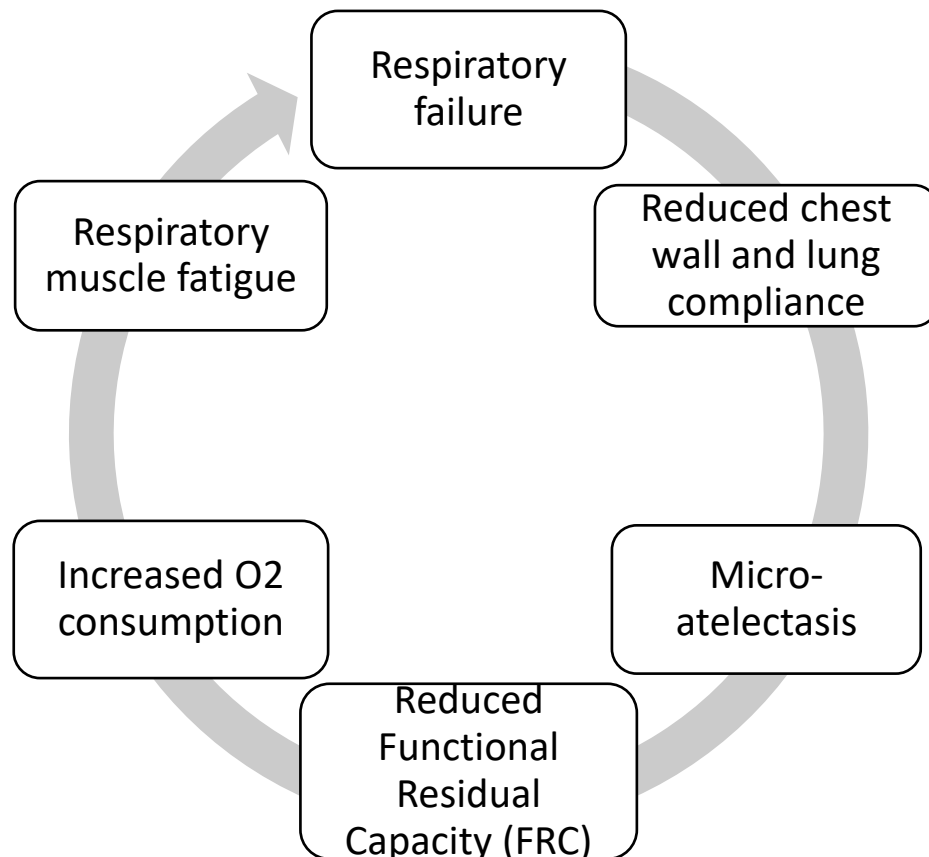 Respiratory
failure
Reduced chest
wall and lung
compliance
Micro-
atelectasis
Reduced
Functional
Residual
Capacity (FRC)
Increased O2
consumption
Respiratory
muscle fatigue